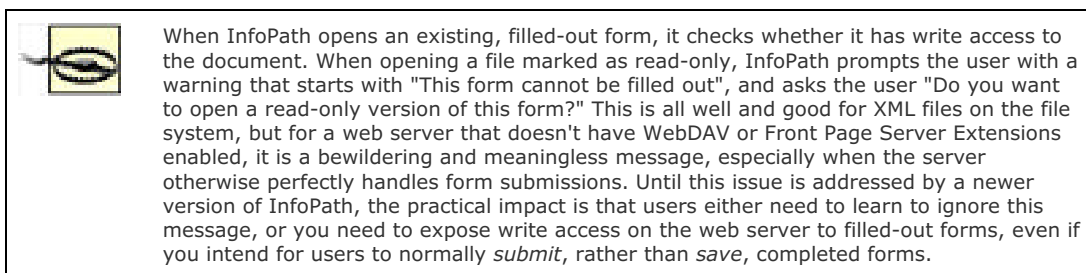 When InfoPath opens an existing, filled-out form, it checks whether it has write access to
the document. When opening a file marked as read-only, InfoPath prompts the user with a
warning that starts with "This form cannot be filled out", and asks the user "Do you want
to open a read-only version of this form?" This is all well and good for XML files on the file
system, but for a web server that doesn't have WebDAV or Front Page Server Extensions
enabled, it is a bewildering and meaningless message, especially when the server
otherwise perfectly handles form submissions. Until this issue is addressed by a newer
version of InfoPath, the practical impact is that users either need to learn to ignore this
message, or you need to expose write access on the web server to filled-out forms, even if
you intend for users to normally submit, rather than save, completed forms.